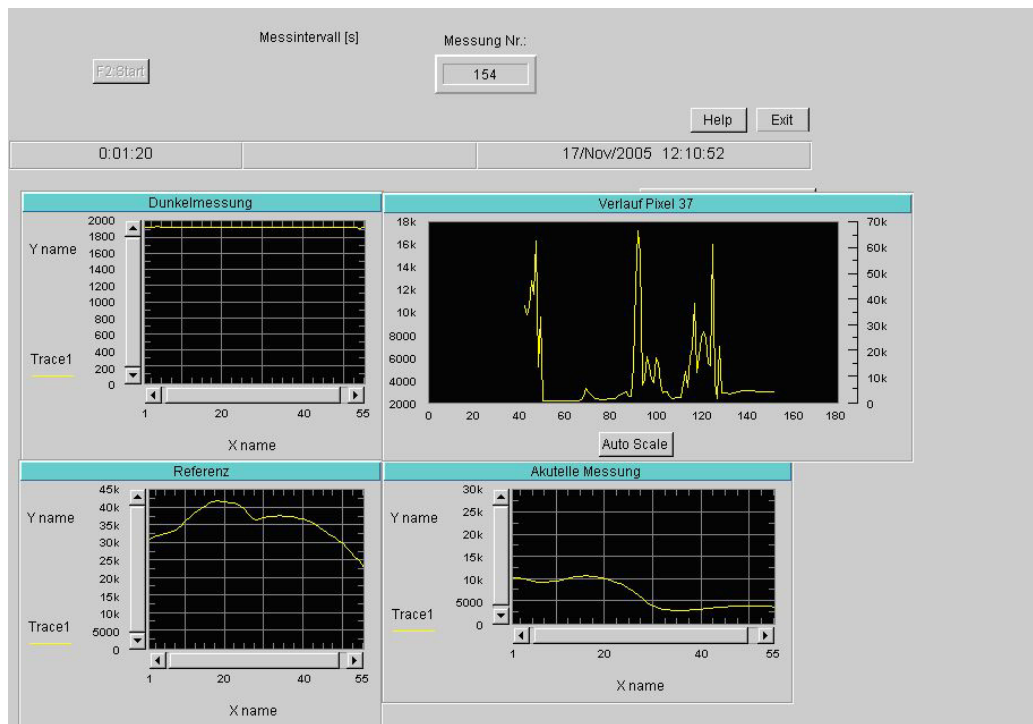 Messintervall [s]
Messung Nr.:
F2:Start
154
Help Exit
0:01:20 17/Nov/2005 12:10:52
Dunkelmessung
2000
1800
Y name
1600
1400
1200
1000
800
600
400
Trace1
200
0
1 20 40 55
X name
Verlauf Pixel 37
18k 70k
16k 60k
14k 50k
12k 40k
10k
8000 30k
6000 20k
4000 10k
2000 0
0 20 40 60 80 100 120 140 160 180
Auto Scale
Referenz
45k
40k
Y name
35k
30k
25k
20k
15k
10k
Trace1
5000
0
1 20 40 55
X name
Akutelle Messung
30k
25k
Y name
20k
15k
10k
5000
Trace1
0
1 20 40 55
X name